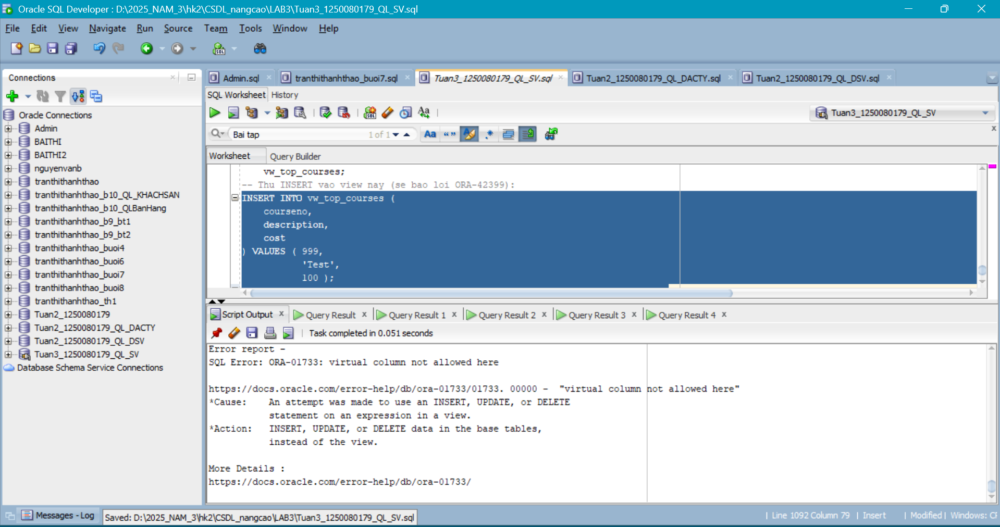 Oracle SQL Developer : D:\2025_NAM_3\hk2\CSDL_nangcao\LAB3\Tuan3_1250080179_QL_SV.sql
File Edit View Navigate Run Source Team Tools Window Help
Connections
Oracle Connections
Admin
BAITHI
BAITHI2
nguyenvanb
tranthithanhthao
tranthithanhthao_b10_QL_KHACHSAN
tranthithanhthao_b10_QLBanHang
tranthithanhthao_b9_bt1
tranthithanhthao_b9_bt2
tranthithanhthao_buoi4
tranthithanhthao_buoi6
tranthithanhthao_buoi7
tranthithanhthao_buoi8
tranthithanhthao_th1
Tuan2_1250080179
Tuan2_1250080179_QL_DACTY
Tuan2_1250080179_QL_DSV
Tuan3_1250080179_QL_SV
Database Schema Service Connections
Admin.sql tranthithanhthao_buoi7.sql Tuan3_1250080179_QL_SV.sql Tuan2_1250080179_QL_DACTY.sql Tuan2_1250080179_QL_DSV.sql
SQL Worksheet History
Tuan3_1250080179_QL_SV
Bai tap 1 of 1
Worksheet Query Builder
vw_top_courses;
-- Thu INSERT vao view nay (se bao loi ORA-42399):
INSERT INTO vw_top_courses (
courseno,
description,
cost
) VALUES ( 999,
'Test',
100 );
Script Output Query Result Query Result 1 Query Result 2 Query Result 3 Query Result 4
Task completed in 0.051 seconds
Error report -
SQL Error: ORA-01733: virtual column not allowed here
https://docs.oracle.com/error-help/db/ora-01733/01733. 00000 - "virtual column not allowed here"
*Cause: An attempt was made to use an INSERT, UPDATE, or DELETE
statement on an expression in a view.
*Action: INSERT, UPDATE, or DELETE data in the base tables,
instead of the view.
More Details :
https://docs.oracle.com/error-help/db/ora-01733/
Messages - Log
Saved: D:\2025_NAM_3\hk2\CSDL_nangcao\LAB3\Tuan3_1250080179_QL_SV.sql
Line 1092 Column 79 | Insert | Modified | Windows: